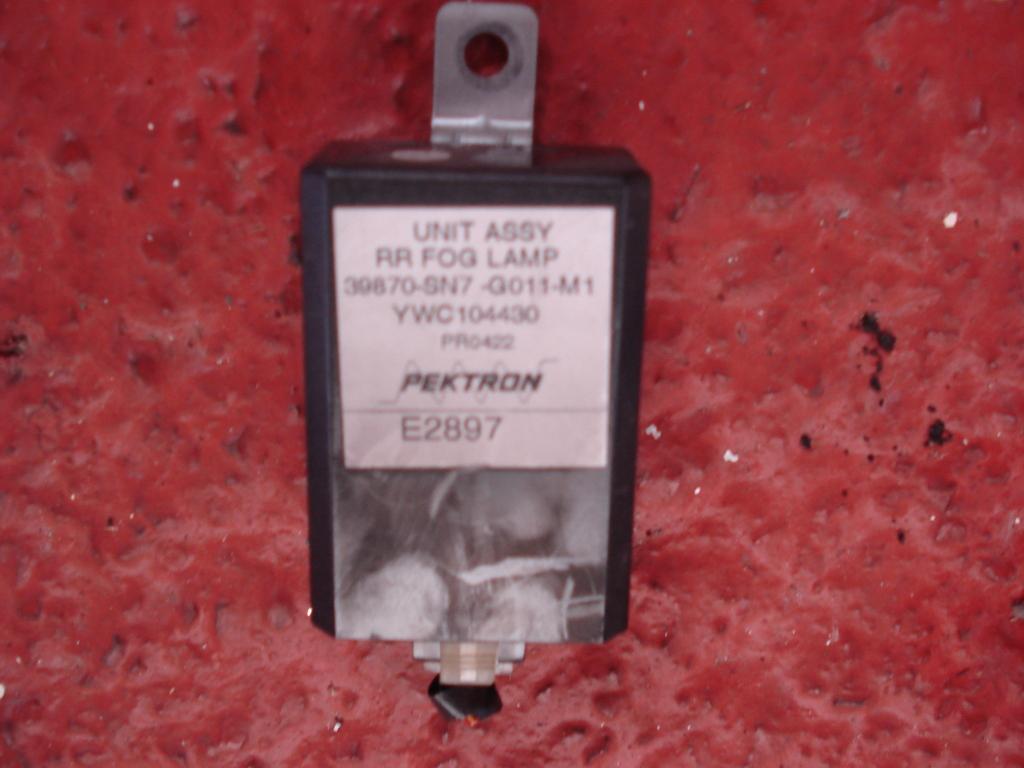 UNIT ASSY
RR FOG LAMP
39870-SN7 -G011-M1
YWC104430
PR0422
PEKTRON
E2897